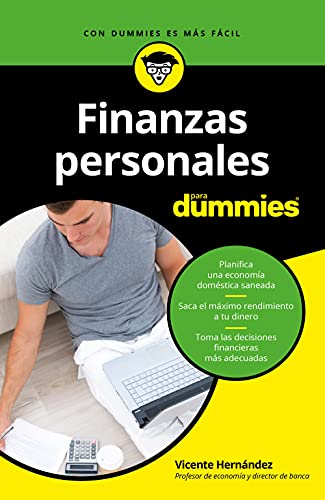 CON DUMMIES ES MÁS FÁCIL
Finanzas
personales
para
dummies®
Planifica
una economía
doméstica saneada
Saca el máximo rendimiento
a tu dinero
Toma las decisiones
financieras
más adecuadas
Vicente Hernández
Profesor de economía y director de banca